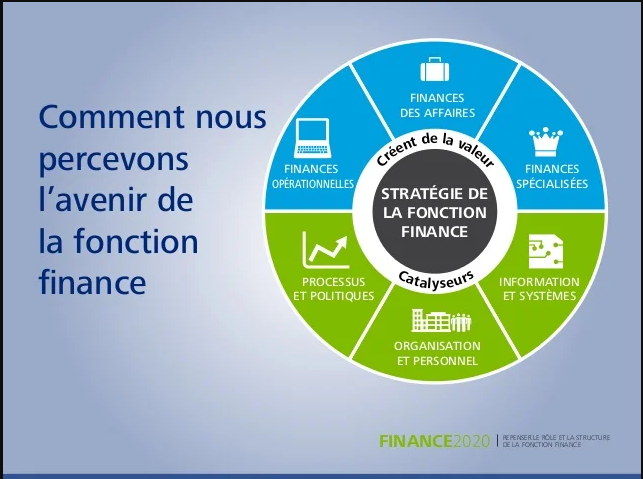 Comment nous
percevons
l’avenir de
la fonction
finance
FINANCES
DES AFFAIRES
FINANCES
OPÉRATIONNELLES
FINANCES
SPÉCIALISÉES
Créent de la valeur
STRATÉGIE DE
LA FONCTION
FINANCE
Catalyseurs
PROCESSUS
ET POLITIQUES
INFORMATION
ET SYSTÈMES
ORGANISATION
ET PERSONNEL
FINANCE2020
REPENSER LE RÔLE ET LA STRUCTURE
DE LA FONCTION FINANCE